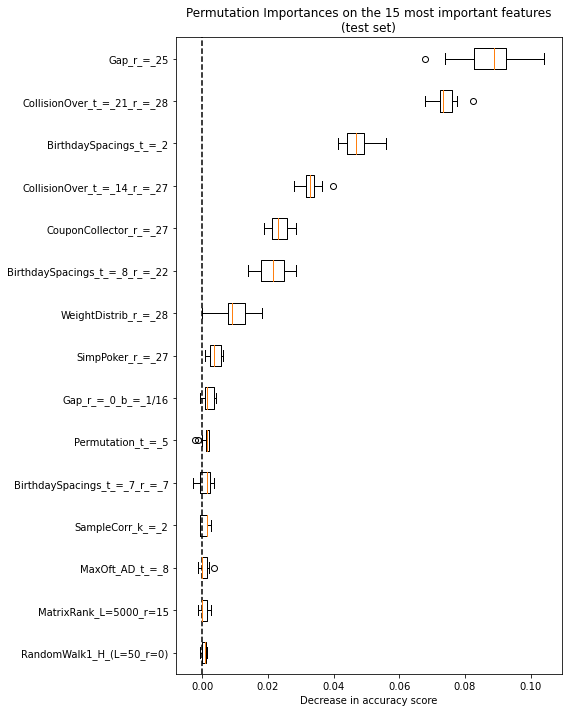 Permutation Importances on the 15 most important features
(test set)
Gap_r_=_25
CollisionOver_t_=_21_r_=_28
BirthdaySpacings_t_=_2
CollisionOver_t_=_14_r_=_27
CouponCollector_r_=_27
BirthdaySpacings_t_=_8_r_=_22
WeightDistrib_r_=_28
SimpPoker_r_=_27
Gap_r_=_0_b_=_1/16
Permutation_t_=_5
BirthdaySpacings_t_=_7_r_=_7
SampleCorr_k_=_2
MaxOft_AD_t_=_8
MatrixRank_L=5000_r=15
RandomWalk1_H_(L=50_r=0)
0.00 0.02 0.04 0.06 0.08 0.10
Decrease in accuracy score